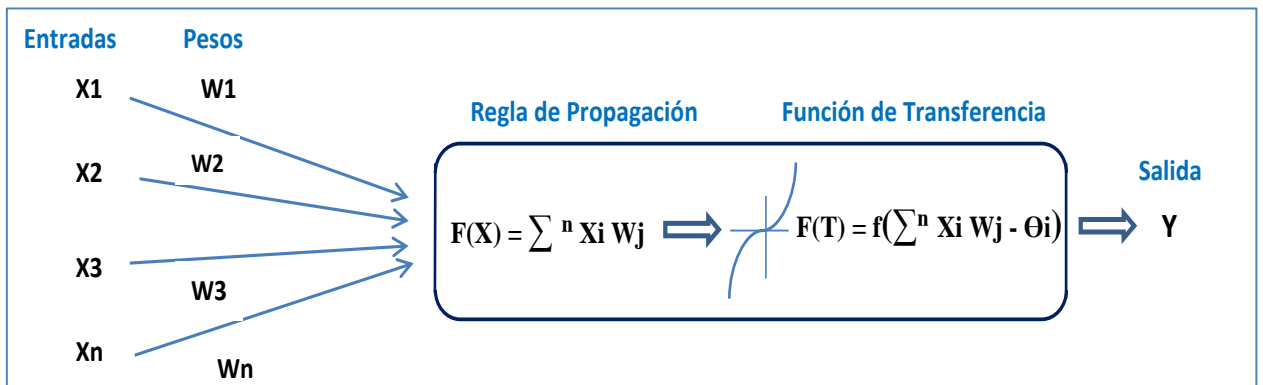 Entradas Pesos
X1 W1
Regla de Propagación Función de Transferencia
X2 W2
Salida
F(X) = ∑ ⁿ Xi Wj F(T) = f(∑ⁿ Xi Wj - Θi) Y
X3
W3
Xn
Wn